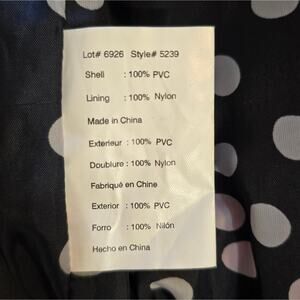 Lot# 6926 Style# 5239
Shell : 100% PVC
Lining : 100% Nylon
Made in China
Exterieur : 100% PVC
Doublure : 100% Nylon
Fabriqué en Chine
Exterior : 100% PVC
Forro : 100% Nilón
Hecho en China